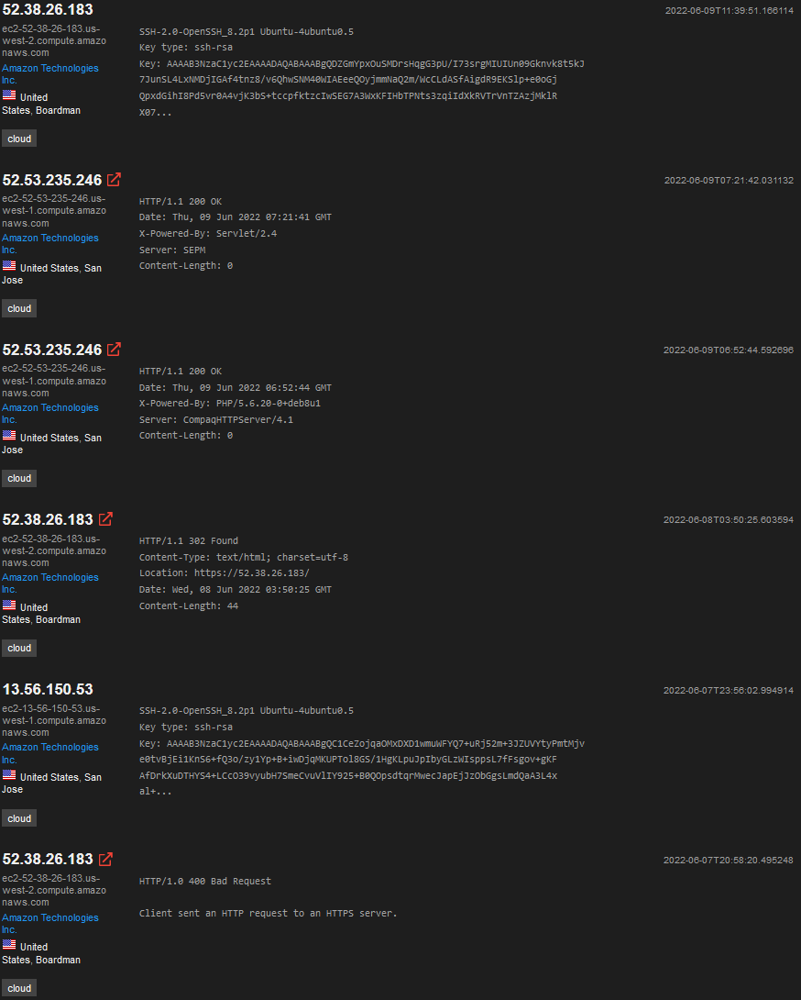 52.38.26.183
2022-06-09T11:39:51.166114
ec2-52-38-26-183.us-
west-2.compute.amazo
naws.com
Amazon Technologies
Inc.
United
States, Boardman
cloud
SSH-2.0-OpenSSH_8.2p1 Ubuntu-4ubuntu0.5
Key type: ssh-rsa
Key: AAAAB3NzaC1yc2EAAAADAQABAAABgQDZGmYpxOuSMDrsHqgG3pU/I73srgMIUIUn09Gknvk8t5kJ
7JunSL4LxNMDjIGAf4tnz8/v6QhwSNM40WIAEeeQOyjmmNaQ2m/WcCLdASfAigdR9EKSlp+e0oGj
QpxdGihI8Pd5vr0A4vjK3bS+tccpfktzcIwSEG7A3WxKFIHbTPNts3zqiIdXkRVTrVnTZAzjMklR
X07...
52.53.235.246
2022-06-09T07:21:42.031132
ec2-52-53-235-246.us-
west-1.compute.amazo
naws.com
Amazon Technologies
Inc.
United States, San
Jose
cloud
HTTP/1.1 200 OK
Date: Thu, 09 Jun 2022 07:21:41 GMT
X-Powered-By: Servlet/2.4
Server: SEPM
Content-Length: 0
52.53.235.246
2022-06-09T06:52:44.592696
ec2-52-53-235-246.us-
west-1.compute.amazo
naws.com
Amazon Technologies
Inc.
United States, San
Jose
cloud
HTTP/1.1 200 OK
Date: Thu, 09 Jun 2022 06:52:44 GMT
X-Powered-By: PHP/5.6.20-0+deb8u1
Server: CompaqHTTPServer/4.1
Content-Length: 0
52.38.26.183
2022-06-08T03:50:25.603594
ec2-52-38-26-183.us-
west-2.compute.amazo
naws.com
Amazon Technologies
Inc.
United
States, Boardman
cloud
HTTP/1.1 302 Found
Content-Type: text/html; charset=utf-8
Location: https://52.38.26.183/
Date: Wed, 08 Jun 2022 03:50:25 GMT
Content-Length: 44
13.56.150.53
2022-06-07T23:56:02.994914
ec2-13-56-150-53.us-
west-1.compute.amazo
naws.com
Amazon Technologies
Inc.
United States, San
Jose
cloud
SSH-2.0-OpenSSH_8.2p1 Ubuntu-4ubuntu0.5
Key type: ssh-rsa
Key: AAAAB3NzaC1yc2EAAAADAQABAAABgQC1CeZojqaOMxDXD1wmuWFYQ7+uRj52m+3JZUVYtyPmtMjv
e0tvBjEi1KnS6+fQ3o/zy1Yp+B+iwDjqMKUPTol8GS/1HgKLpuJpIbyGLzWIsppsL7fFsgov+gKF
AfDrkXuDTHYS4+LCcO39vyubH7SmeCvuVlIY925+B0QOpsdtqrMwecJapEjJzObGgsLmdQaA3L4x
al+...
52.38.26.183
2022-06-07T20:58:20.495248
ec2-52-38-26-183.us-
west-2.compute.amazo
naws.com
Amazon Technologies
Inc.
United
States, Boardman
cloud
HTTP/1.0 400 Bad Request
Client sent an HTTP request to an HTTPS server.